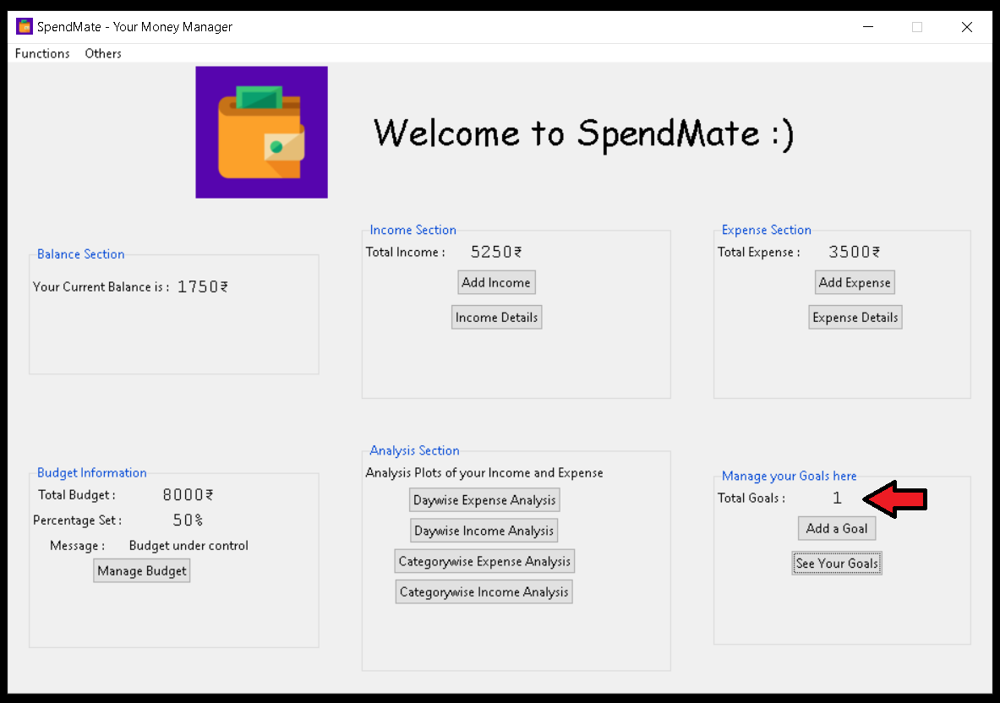 SpendMate - Your Money Manager
Functions Others
Welcome to SpendMate :)
Balance Section
Your Current Balance is : 1750₹
Income Section
Total Income : 5250₹
Add Income
Income Details
Expense Section
Total Expense : 3500₹
Add Expense
Expense Details
Budget Information
Total Budget : 8000₹
Percentage Set : 50%
Message : Budget under control
Manage Budget
Analysis Section
Analysis Plots of your Income and Expense
Daywise Expense Analysis
Daywise Income Analysis
Categorywise Expense Analysis
Categorywise Income Analysis
Manage your Goals here
Total Goals : 1
Add a Goal
See Your Goals